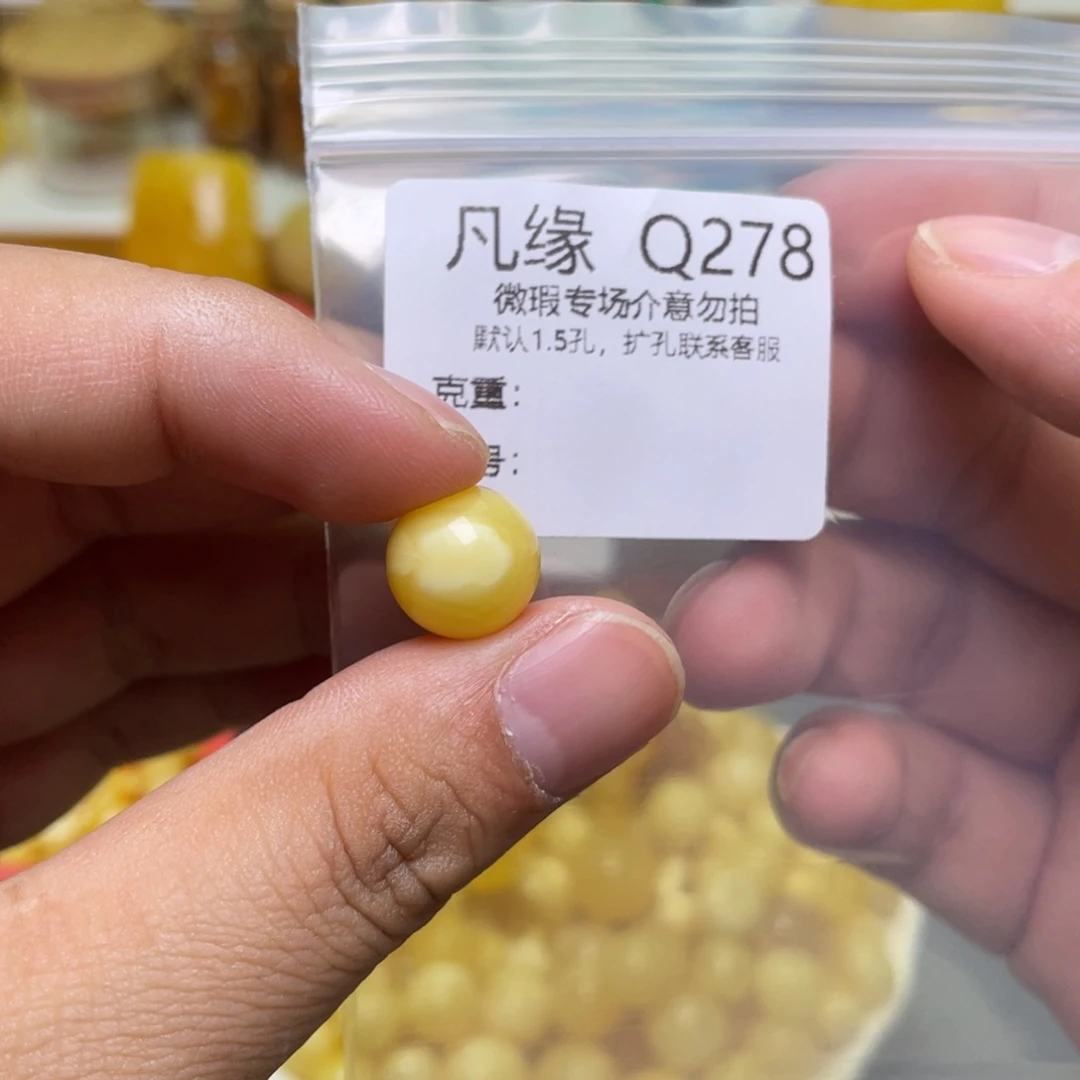 凡缘 Q278
微瑕专场介意勿拍
默认1.5孔，扩孔联系客服
克重：
号：